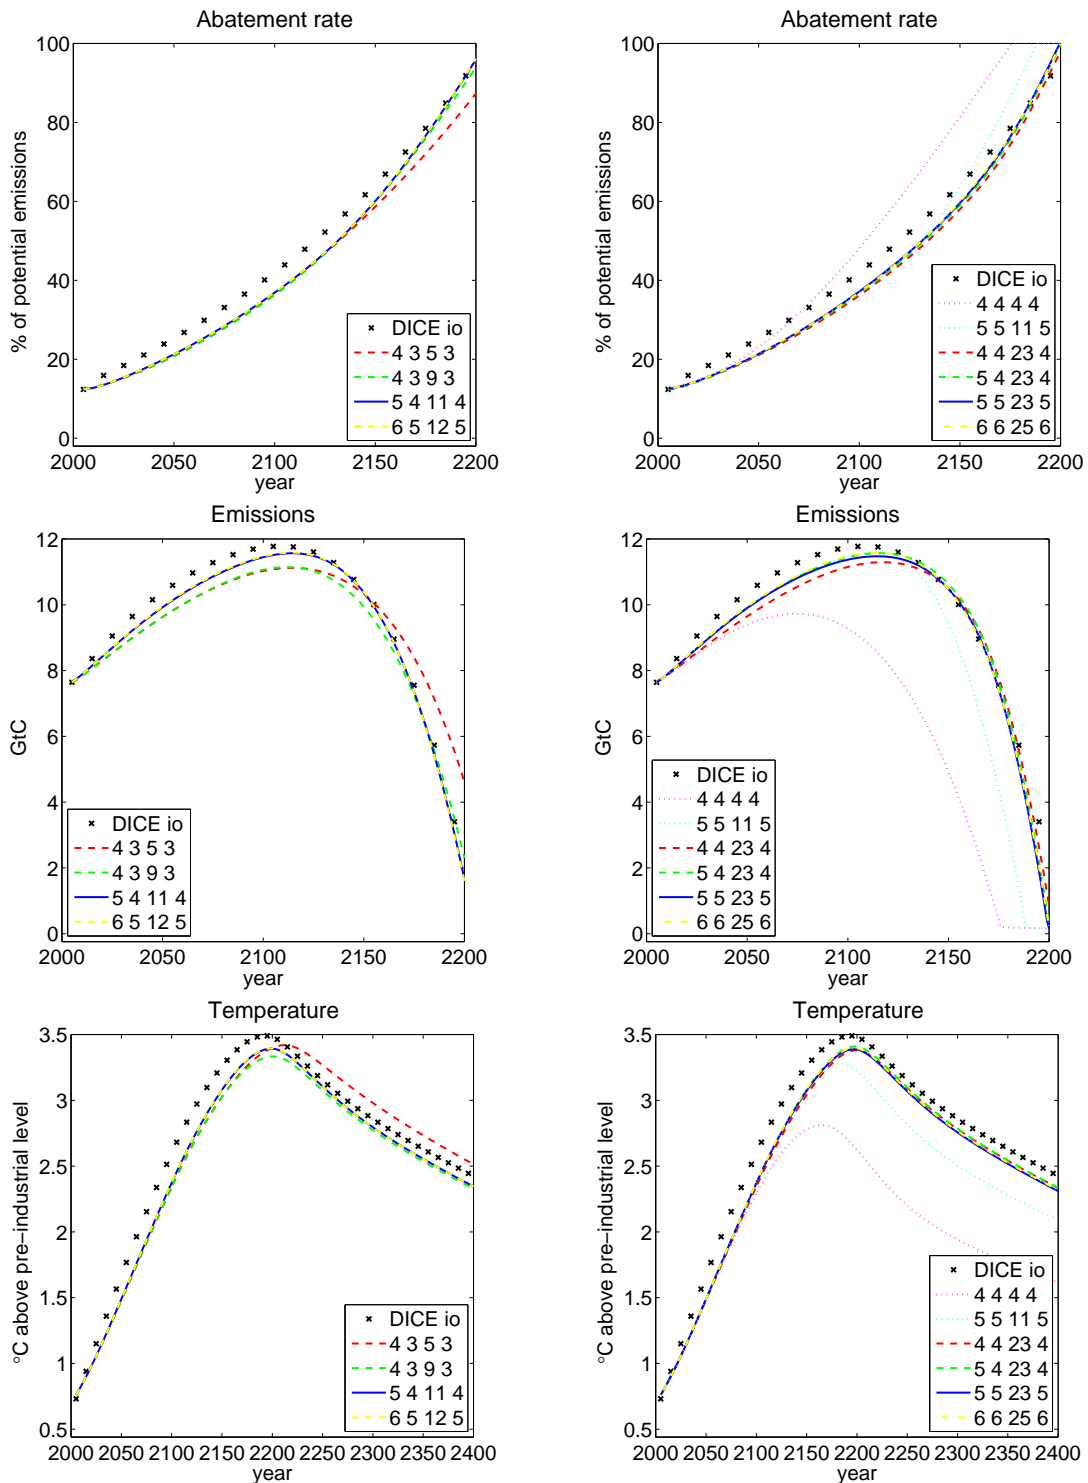 Abatement rate
% of potential emissions
100
80
60
40
20
0
2000 2050 2100 2150 2200
year
DICE io
4 3 5 3
4 3 9 3
5 4 11 4
6 5 12 5
Abatement rate
% of potential emissions
100
80
60
40
20
0
2000 2050 2100 2150 2200
year
DICE io
4 4 4 4
5 5 11 5
4 4 23 4
5 4 23 4
5 5 23 5
6 6 25 6
Emissions
GtC
12
10
8
6
4
2
0
2000 2050 2100 2150 2200
year
DICE io
4 3 5 3
4 3 9 3
5 4 11 4
6 5 12 5
Emissions
GtC
12
10
8
6
4
2
0
2000 2050 2100 2150 2200
year
DICE io
4 4 4 4
5 5 11 5
4 4 23 4
5 4 23 4
5 5 23 5
6 6 25 6
Temperature
°C above pre−industrial level
3.5
3
2.5
2
1.5
1
0.5
2000 2050 2100 2150 2200 2250 2300 2350 2400
year
DICE io
4 3 5 3
4 3 9 3
5 4 11 4
6 5 12 5
Temperature
°C above pre−industrial level
3.5
3
2.5
2
1.5
1
0.5
2000 2050 2100 2150 2200 2250 2300 2350 2400
year
DICE io
4 4 4 4
5 5 11 5
4 4 23 4
5 4 23 4
5 5 23 5
6 6 25 6